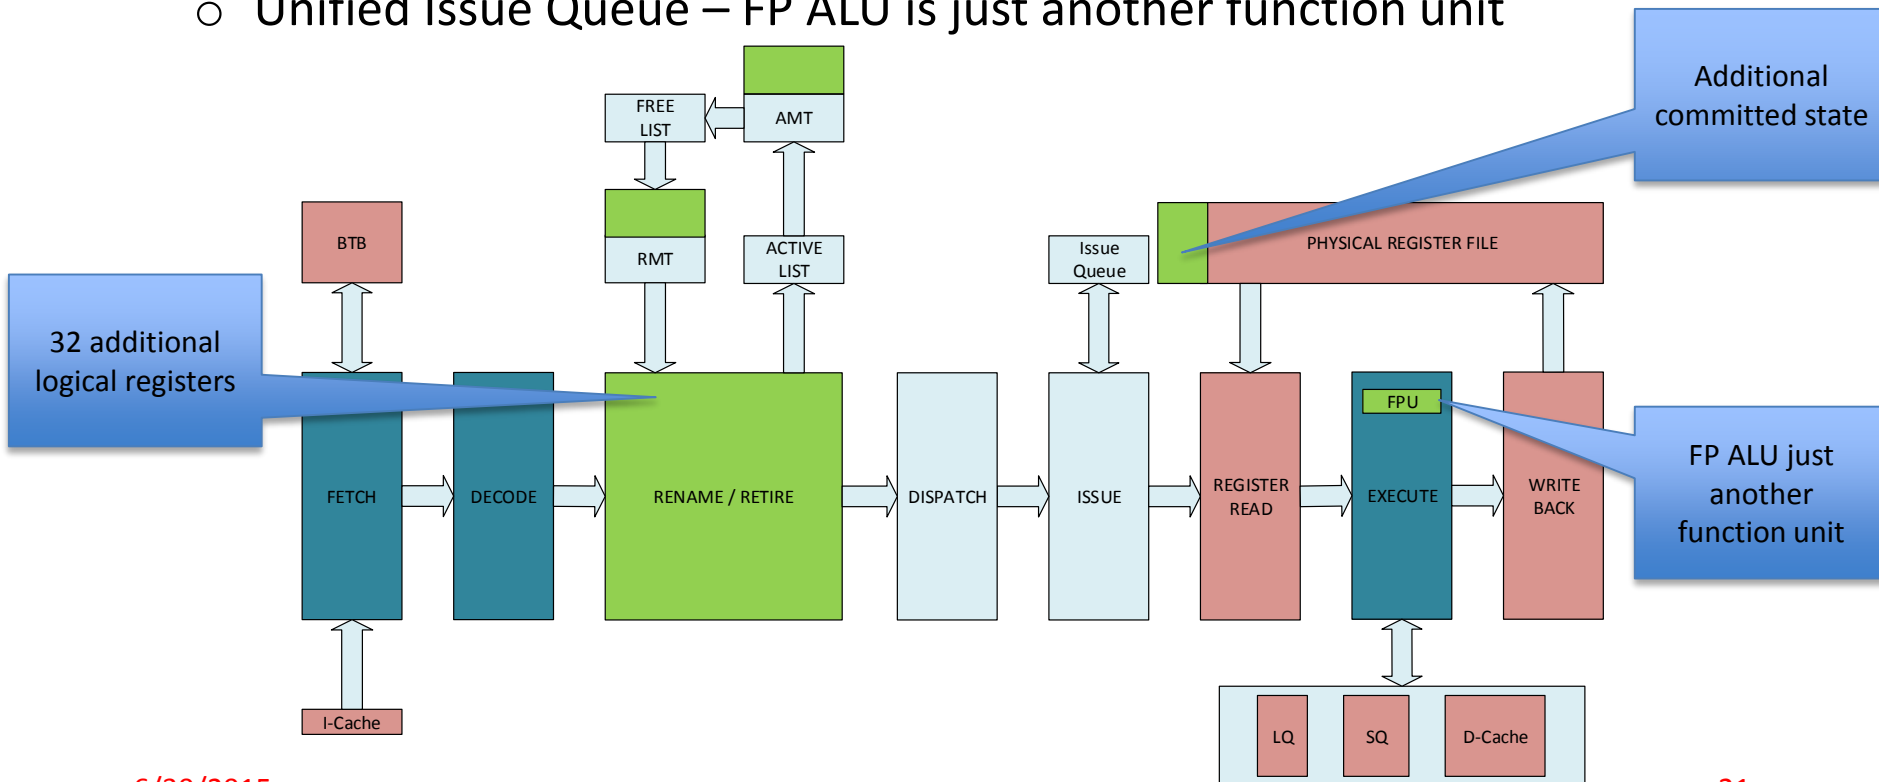 ○ Unified Issue Queue – FP ALU is just another function unit
Additional
committed state
FREE
LIST
AMT
BTB
RMT
ACTIVE
LIST
Issue
Queue
PHYSICAL REGISTER FILE
32 additional
logical registers
FPU
FP ALU just
another
function unit
FETCH
DECODE
RENAME / RETIRE
DISPATCH
ISSUE
REGISTER
READ
EXECUTE
WRITE
BACK
I-Cache
LQ
SQ
D-Cache